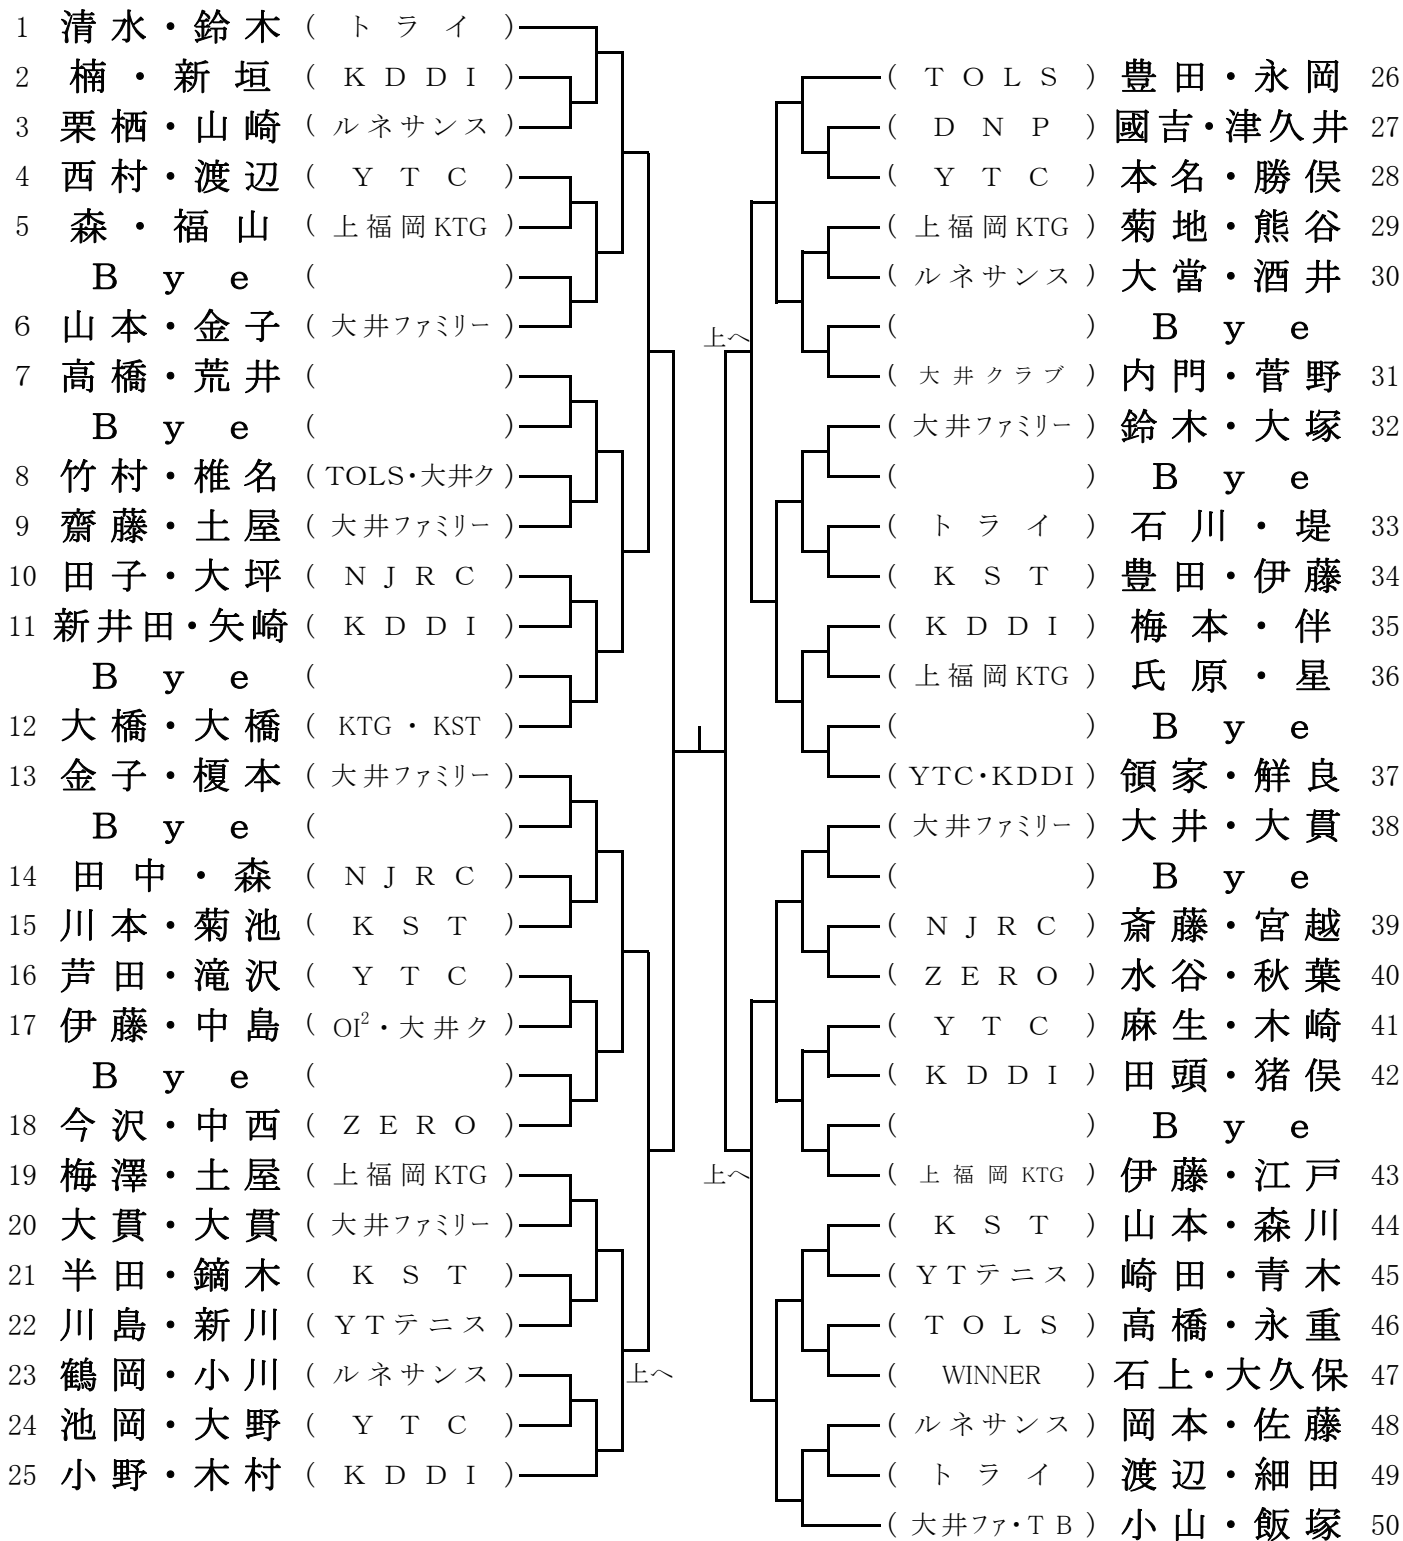 1 清水・鈴木 ( トライ )
2 楠・新垣 ( KDDI )
3 栗栖・山崎 ( ルネサンス )
4 西村・渡辺 ( YTC )
5 森・福山 ( 上福岡KTG )
Bye ( )
6 山本・金子 ( 大井ファミリー )
7 高橋・荒井 ( )
Bye ( )
8 竹村・椎名 ( TOLS・大井ク )
9 齋藤・土屋 ( 大井ファミリー )
10 田子・大坪 ( NJRC )
11 新井田・矢崎 ( KDDI )
Bye ( )
12 大橋・大橋 ( KTG・KST )
13 金子・榎本 ( 大井ファミリー )
Bye ( )
14 田中・森 ( NJRC )
15 川本・菊池 ( KST )
16 芦田・滝沢 ( YTC )
17 伊藤・中島 ( OI²・大井ク )
Bye ( )
18 今沢・中西 ( ZERO )
19 梅澤・土屋 ( 上福岡KTG )
20 大貫・大貫 ( 大井ファミリー )
21 半田・鏑木 ( KST )
22 川島・新川 ( YTテニス )
23 鶴岡・小川 ( ルネサンス )
上へ
24 池岡・大野 ( YTC )
25 小野・木村 ( KDDI )
( TOLS ) 豊田・永岡 26
( DNP ) 國吉・津久井 27
( YTC ) 本名・勝俣 28
( 上福岡KTG ) 菊地・熊谷 29
( ルネサンス ) 大當・酒井 30
( ) Bye
上へ
( 大井クラブ ) 内門・菅野 31
( 大井ファミリー ) 鈴木・大塚 32
( ) Bye
( トライ ) 石川・堤 33
( KST ) 豊田・伊藤 34
( KDDI ) 梅本・伴 35
( 上福岡KTG ) 氏原・星 36
( ) Bye
( YTC・KDDI ) 領家・鮮良 37
( 大井ファミリー ) 大井・大貫 38
( ) Bye
( NJRC ) 斎藤・宮越 39
( ZERO ) 水谷・秋葉 40
( YTC ) 麻生・木崎 41
( KDDI ) 田頭・猪俣 42
( ) Bye
上へ
( 上福岡KTG ) 伊藤・江戸 43
( KST ) 山本・森川 44
( YTテニス ) 崎田・青木 45
( TOLS ) 高橋・永重 46
( WINNER ) 石上・大久保 47
( ルネサンス ) 岡本・佐藤 48
( トライ ) 渡辺・細田 49
( 大井ファ・TB ) 小山・飯塚 50